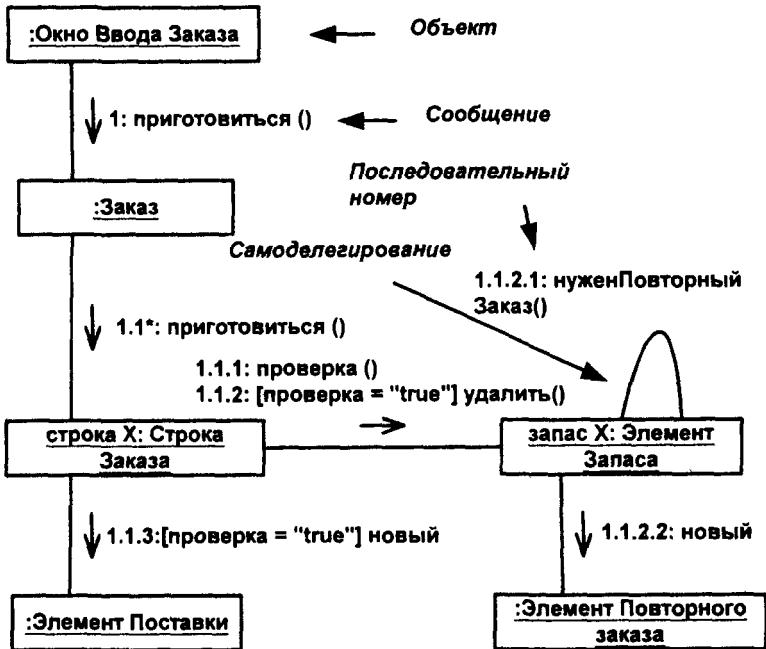 :Окно Ввода Заказа
Объект
1: приготовиться ()
Сообщение
Последовательный
номер
:Заказ
Самоделегирование
1.1.2.1: нуженПовторный
Заказ()
1.1*: приготовиться ()
1.1.1: проверка ()
1.1.2: [проверка = "true"] удалить()
строка X: Строка
Заказа
запас X: Элемент
Запаса
1.1.3:[проверка = "true"] новый
1.1.2.2: новый
:Элемент Поставки
:Элемент Повторного
заказа